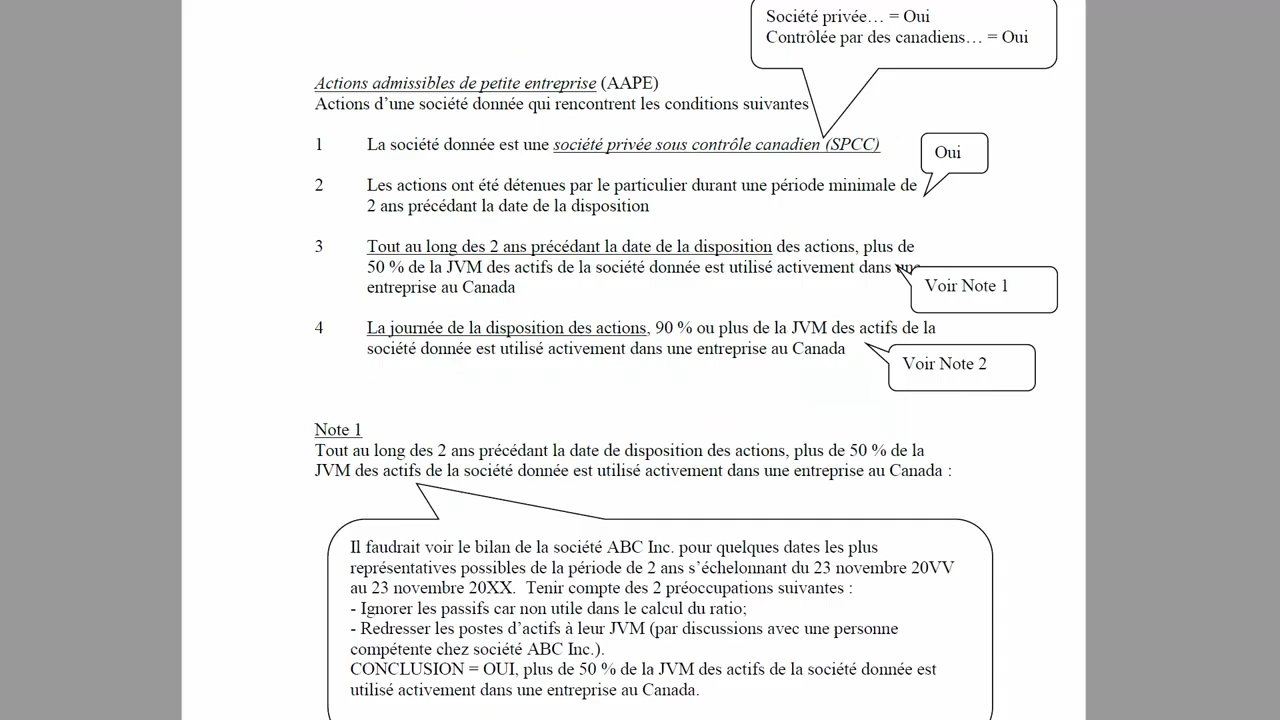 Société privée… = Oui
Contrôlée par des canadiens… = Oui
Actions admissibles de petite entreprise (AAPE)
Actions d’une société donnée qui rencontrent les conditions suivantes
1 La société donnée est une société privée sous contrôle canadien (SPCC)
Oui
2 Les actions ont été détenues par le particulier durant une période minimale de
2 ans précédant la date de la disposition
3 Tout au long des 2 ans précédant la date de la disposition des actions, plus de
50 % de la JVM des actifs de la société donnée est utilisé activement dans une
entreprise au Canada
Voir Note 1
4 La journée de la disposition des actions, 90 % ou plus de la JVM des actifs de la
société donnée est utilisé activement dans une entreprise au Canada
Voir Note 2
Note 1
Tout au long des 2 ans précédant la date de disposition des actions, plus de 50 % de la
JVM des actifs de la société donnée est utilisé activement dans une entreprise au Canada :
Il faudrait voir le bilan de la société ABC Inc. pour quelques dates les plus
représentatives possibles de la période de 2 ans s’échelonnant du 23 novembre 20VV
au 23 novembre 20XX. Tenir compte des 2 préoccupations suivantes :
- Ignorer les passifs car non utile dans le calcul du ratio;
- Redresser les postes d’actifs à leur JVM (par discussions avec une personne
compétente chez société ABC Inc.).
CONCLUSION = OUI, plus de 50 % de la JVM des actifs de la société donnée est
utilisé activement dans une entreprise au Canada.